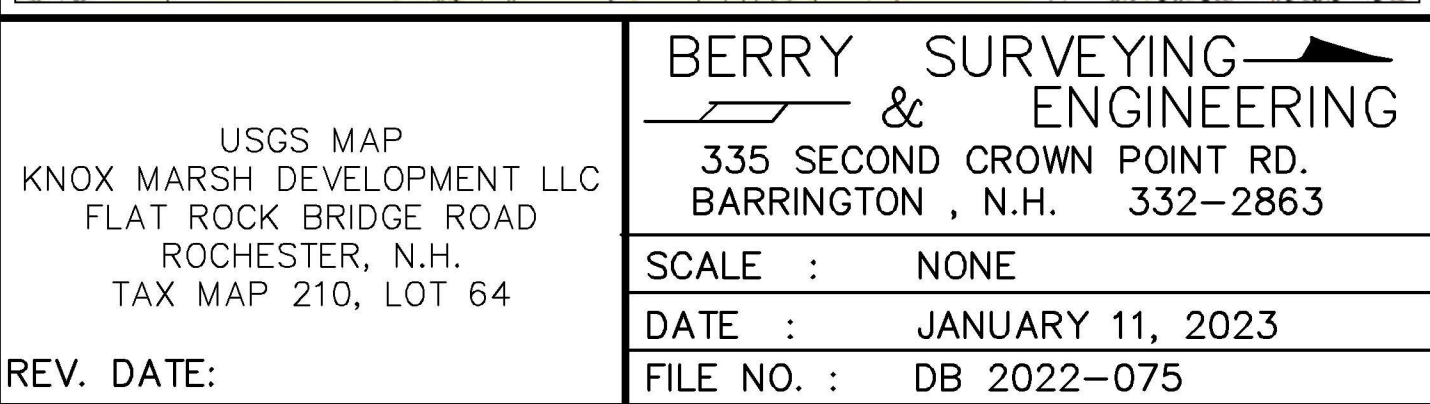 USGS MAP
KNOX MARSH DEVELOPMENT LLC
FLAT ROCK BRIDGE ROAD
ROCHESTER, N.H.
TAX MAP 210, LOT 64
REV. DATE:
BERRY SURVEYING
& ENGINEERING
335 SECOND CROWN POINT RD.
BARRINGTON , N.H. 332-2863
SCALE : NONE
DATE : JANUARY 11, 2023
FILE NO. : DB 2022-075